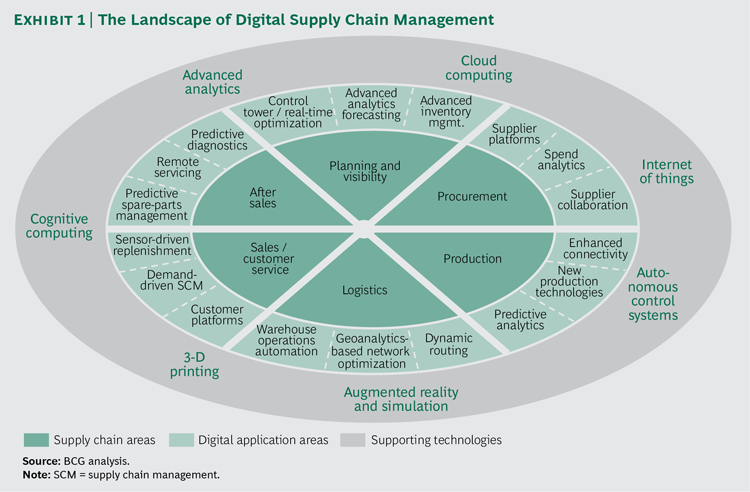 EXHIBIT 1 | The Landscape of Digital Supply Chain Management
Cloud
computing
Advanced
analytics
Control
tower / real-time
optimization
Advanced
analytics
forecasting
Advanced
inventory
mgmt.
Predictive
diagnostics
Supplier
platforms
Remote
servicing
Spend
analytics
Internet
of things
Planning and
visibility
Predictive
spare-parts
management
After
sales
Procurement
Supplier
collaboration
Cognitive
computing
Sensor-driven
replenishment
Sales /
customer
service
Production
Enhanced
connectivity
Demand-
driven SCM
New
production
technologies
Auto-
nomous
control
systems
Logistics
Customer
platforms
Predictive
analytics
Warehouse
operations
automation
Geoanalytics-
based network
optimization
Dynamic
routing
3-D
printing
Augmented reality
and simulation
Supply chain areas
Digital application areas
Supporting technologies
Source: BCG analysis.
Note: SCM = supply chain management.